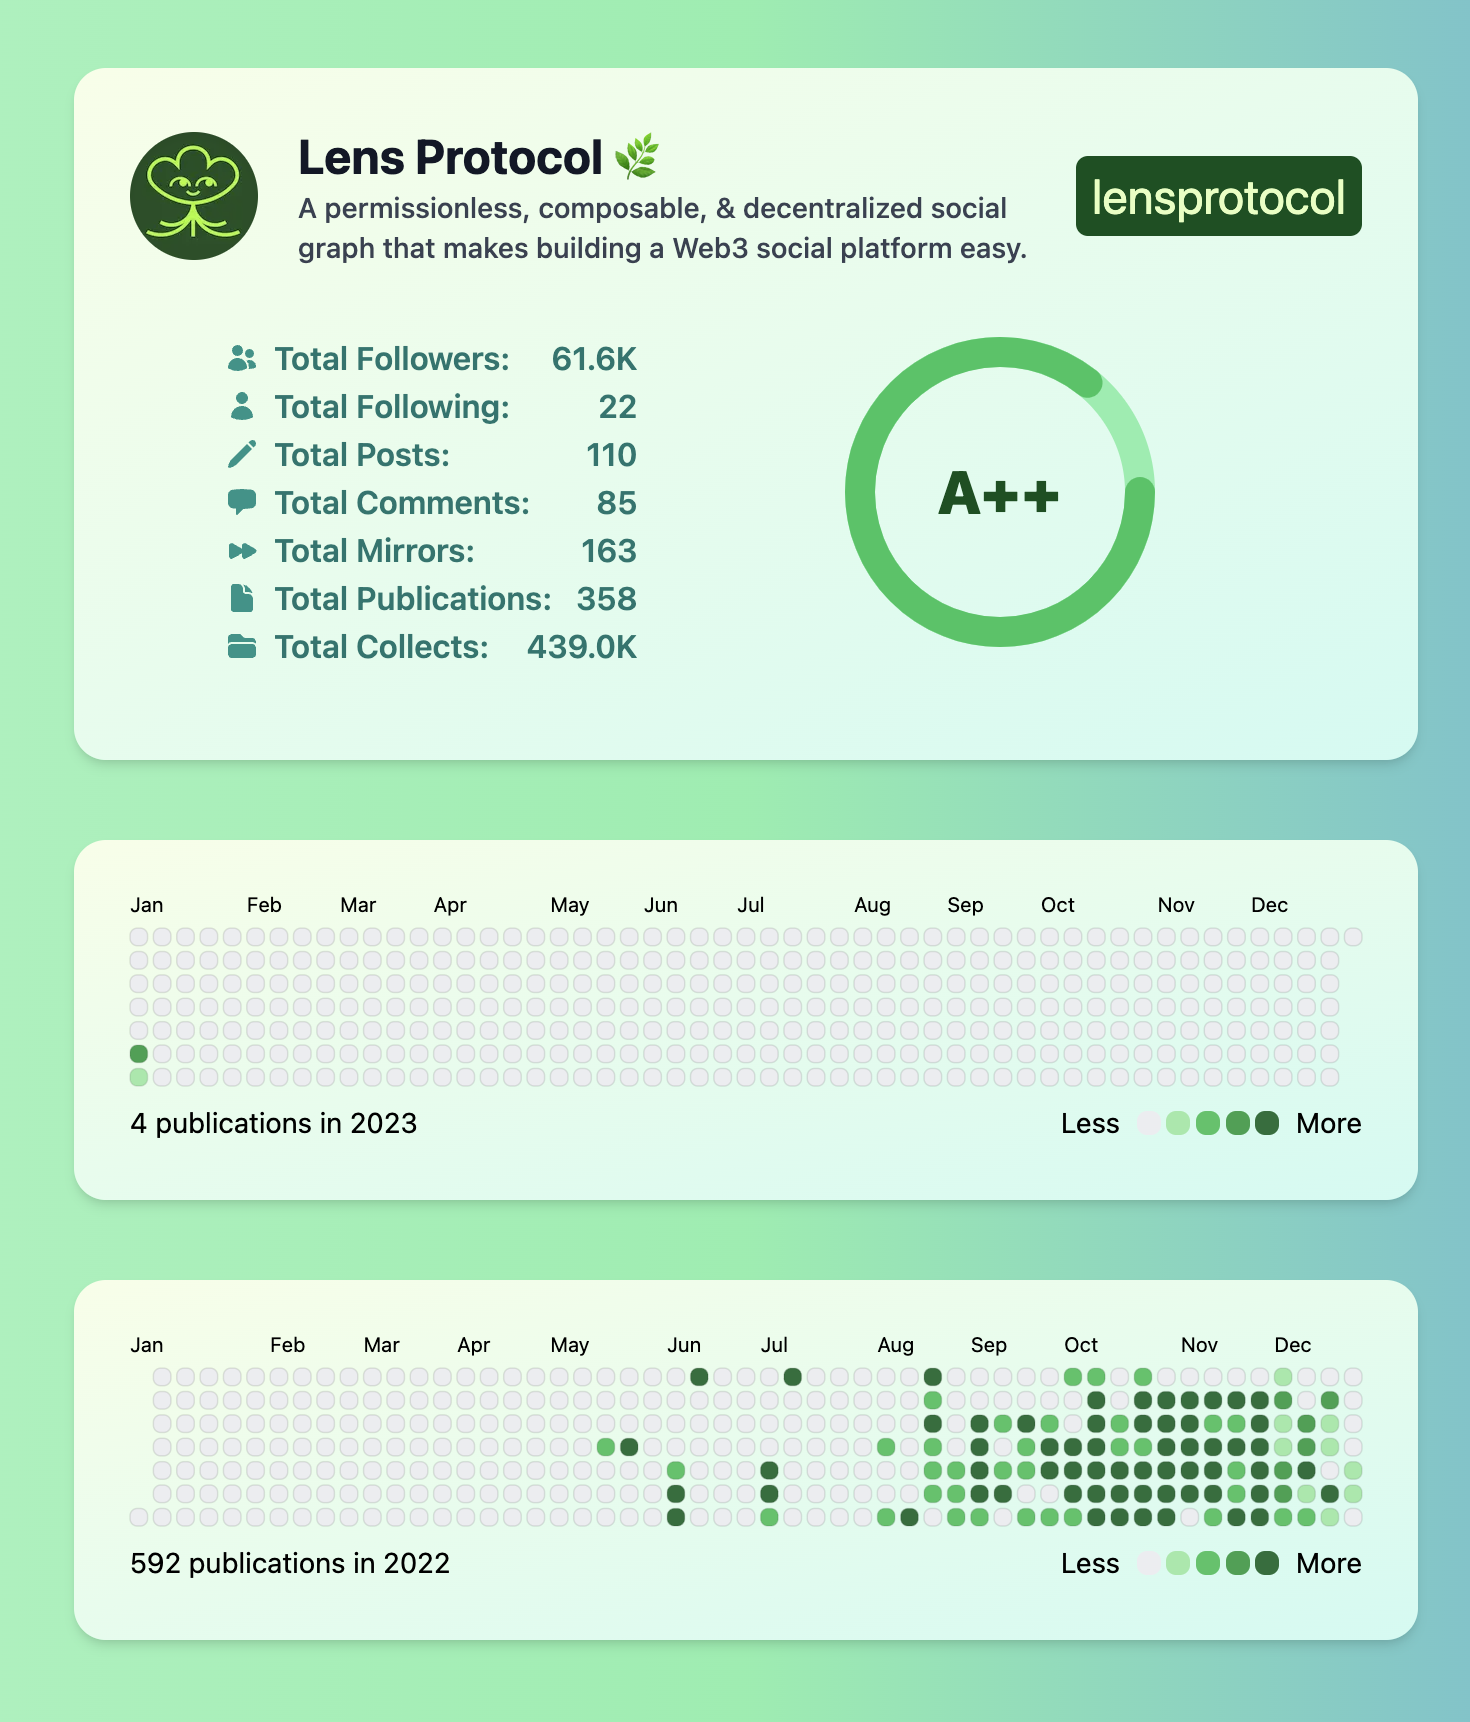 Lens Protocol 🌿
A permissionless, composable, & decentralized social
graph that makes building a Web3 social platform easy.
lensprotocol
Total Followers: 61.6K
Total Following: 22
Total Posts: 110
Total Comments: 85
Total Mirrors: 163
Total Publications: 358
Total Collects: 439.0K
A++
Jan Feb Mar Apr May Jun Jul Aug Sep Oct Nov Dec
4 publications in 2023
Less More
Jan Feb Mar Apr May Jun Jul Aug Sep Oct Nov Dec
592 publications in 2022
Less More